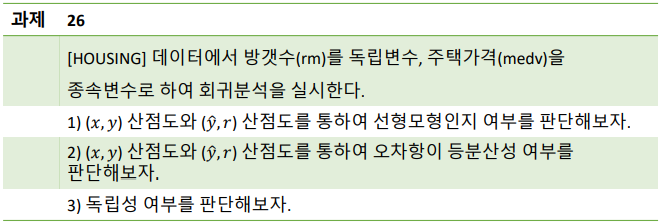 과제 26
[HOUSING] 데이터에서 방갯수(rm)를 독립변수, 주택가격(medv)을
종속변수로 하여 회귀분석을 실시한다.
1) (𝑥, 𝑦) 산점도와 (ŷ, 𝑟) 산점도를 통하여 선형모형인지 여부를 판단해보자.
2) (𝑥, 𝑦) 산점도와 (ŷ, 𝑟) 산점도를 통하여 오차항이 등분산성 여부를
판단해보자.
3) 독립성 여부를 판단해보자.